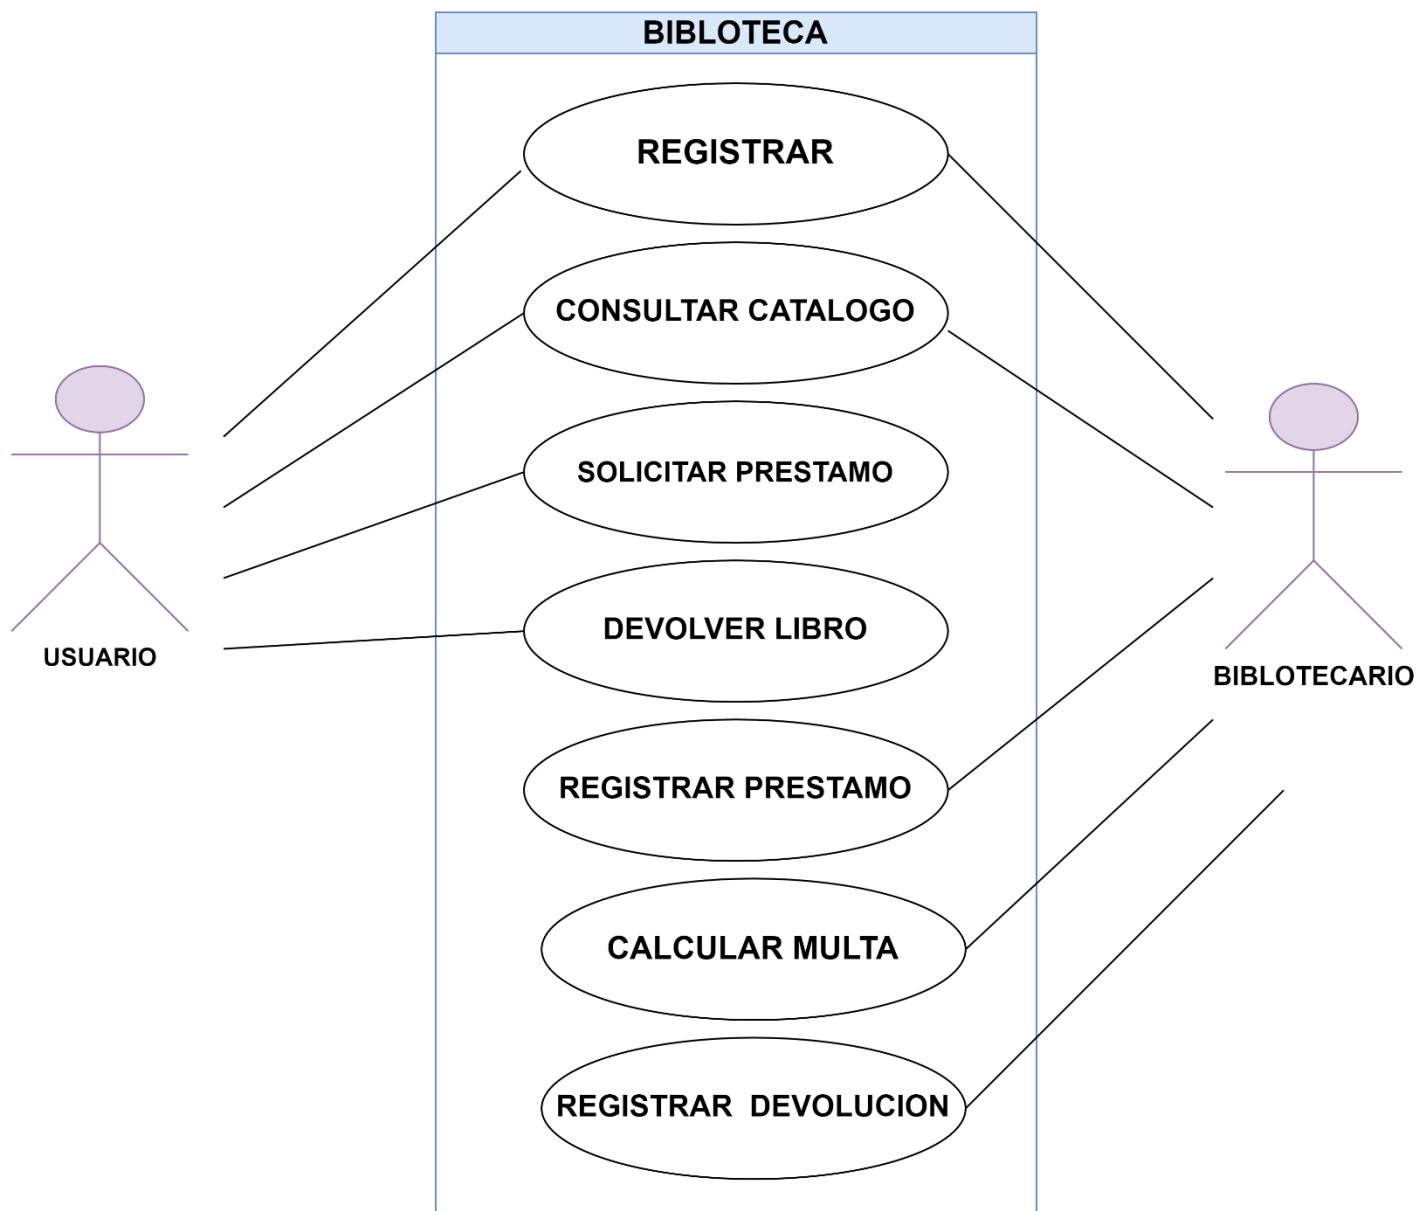 BIBLOTECA
REGISTRAR
CONSULTAR CATALOGO
SOLICITAR PRESTAMO
DEVOLVER LIBRO
USUARIO
BIBLOTECARIO
REGISTRAR PRESTAMO
CALCULAR MULTA
REGISTRAR  DEVOLUCION